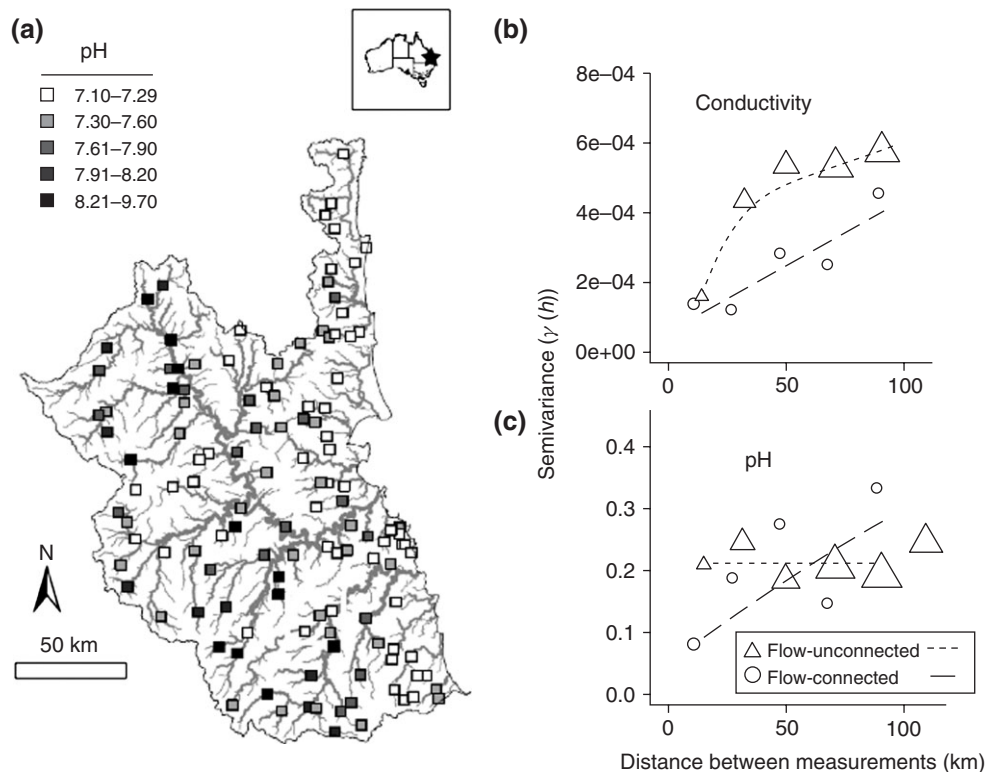 (a)
pH
7.10–7.29
7.30–7.60
7.61–7.90
7.91–8.20
8.21–9.70
N
50 km
(b)
8e–04
6e–04
4e–04
2e–04
0e+00
Conductivity
0 50 100
Semivariance (γ (h))
(c)
0.4
0.3
0.2
0.1
0.0
pH
Flow-unconnected
Flow-connected
0 50 100
Distance between measurements (km)